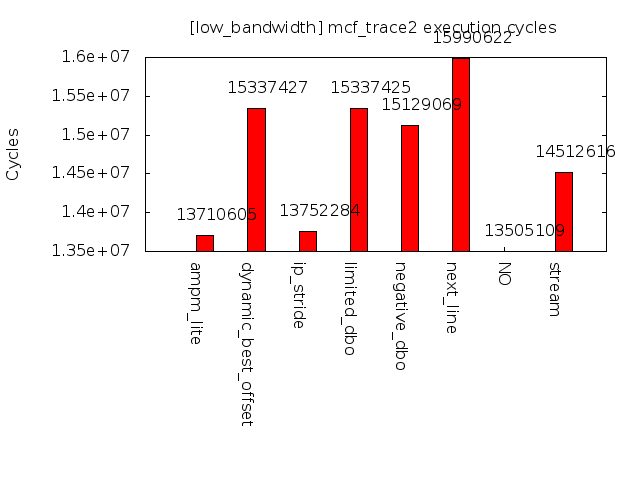 [low_bandwidth] mcf_trace2 execution cycles
15990622
1.6e+07
15337427
15337425
1.55e+07
15129069
1.5e+07
Cycles
14512616
1.45e+07
13710605
13752284
1.4e+07
13505109
1.35e+07
ampm_lite
dynamic_best_offset
ip_stride
limited_dbo
negative_dbo
next_line
NO
stream